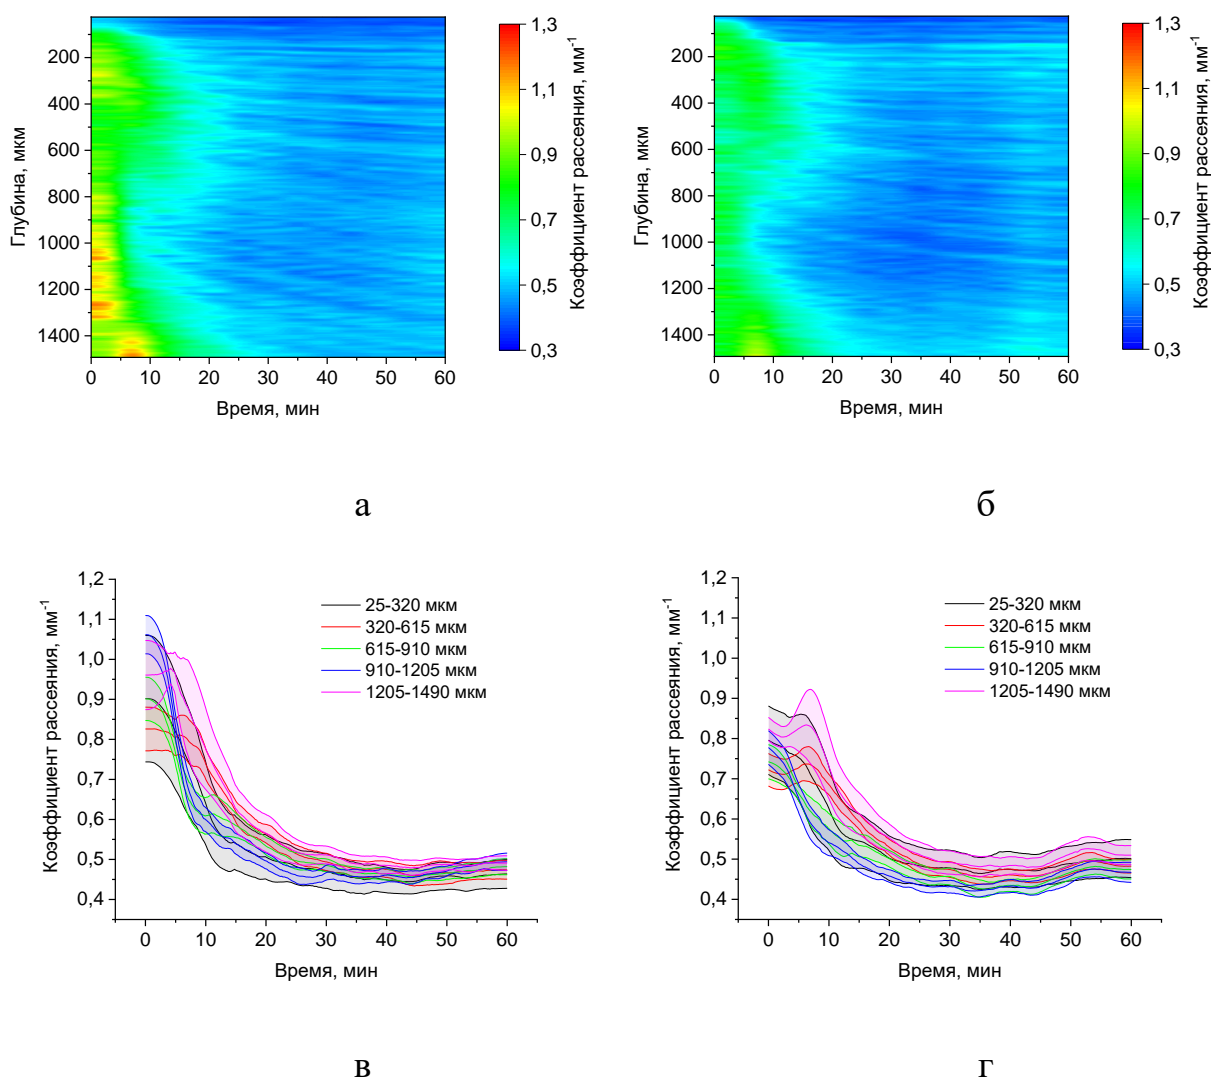 200
400
600
800
1000
1200
1400
Глубина, мкм
0 10 20 30 40 50 60
Время, мин
1,3
1,1
0,9
0,7
0,5
0,3
Коэффициент рассеяния, мм-1
а
200
400
600
800
1000
1200
1400
Глубина, мкм
0 10 20 30 40 50 60
Время, мин
1,3
1,1
0,9
0,7
0,5
0,3
Коэффициент рассеяния, мм-1
б
1,2
1,1
1,0
0,9
0,8
0,7
0,6
0,5
0,4
Коэффициент рассеяния, мм-1
25-320 мкм
320-615 мкм
615-910 мкм
910-1205 мкм
1205-1490 мкм
0 10 20 30 40 50 60
Время, мин
в
1,2
1,1
1,0
0,9
0,8
0,7
0,6
0,5
0,4
Коэффициент рассеяния, мм-1
25-320 мкм
320-615 мкм
615-910 мкм
910-1205 мкм
1205-1490 мкм
0 10 20 30 40 50 60
Время, мин
г